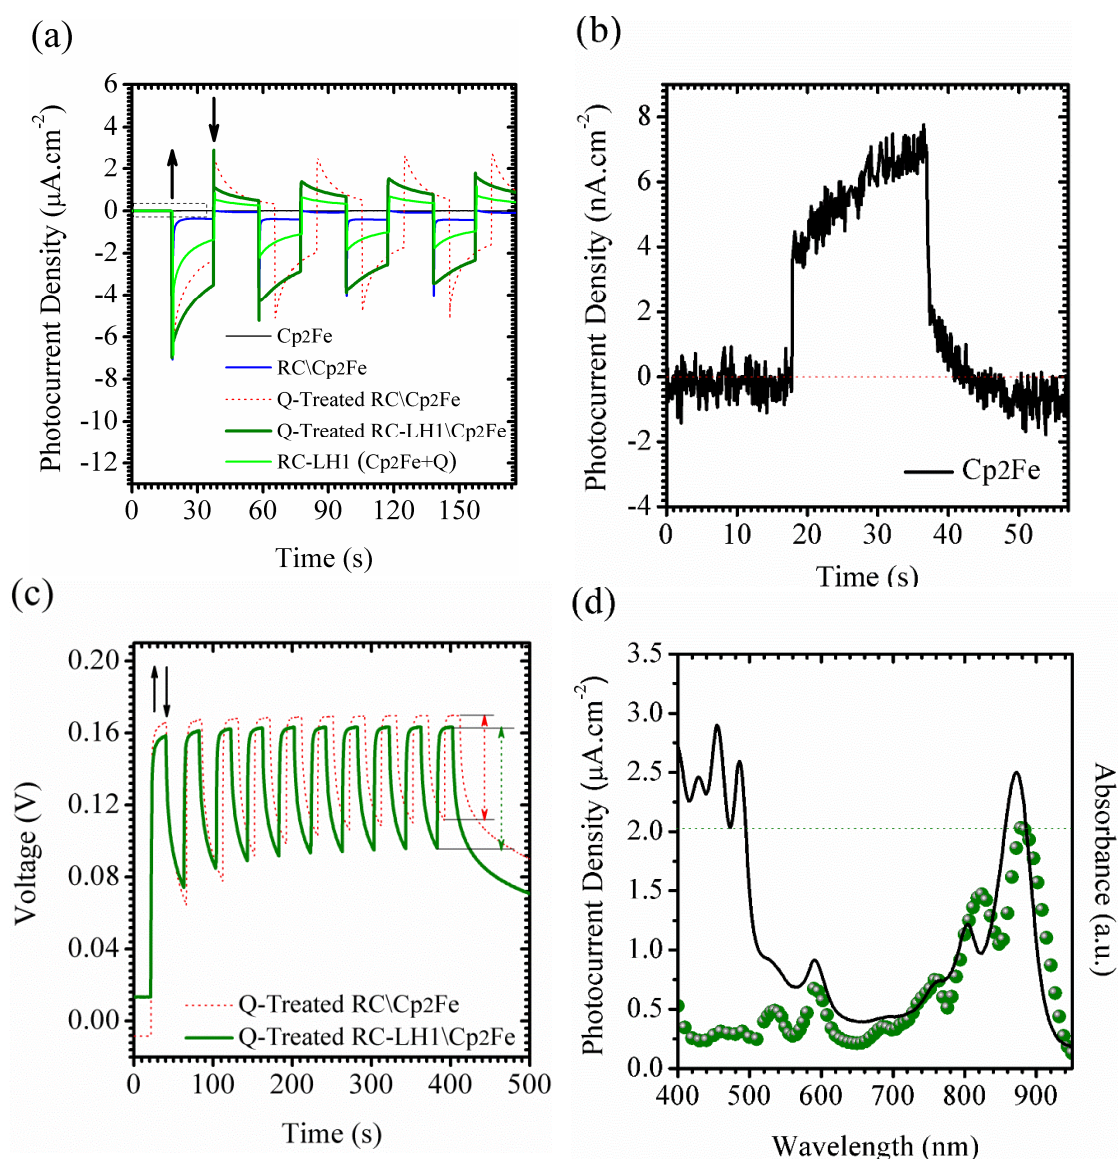 (a)
Photocurrent Density (µA.cm-2)
6
4
2
0
-2
-4
-6
-8
-10
-12
Cp2Fe
RC\Cp2Fe
Q-Treated RC\Cp2Fe
Q-Treated RC-LH1\Cp2Fe
RC-LH1 (Cp2Fe+Q)
0 30 60 90 120 150
Time (s)
(b)
Photocurrent Density (nA.cm-2)
8
6
4
2
0
-2
-4
Cp2Fe
0 10 20 30 40 50
Time (s)
(c)
Voltage (V)
0.20
0.16
0.12
0.08
0.04
0.00
Q-Treated RC\Cp2Fe
Q-Treated RC-LH1\Cp2Fe
0 100 200 300 400 500
Time (s)
(d)
Photocurrent Density (µA.cm-2)
3.5
3.0
2.5
2.0
1.5
1.0
0.5
0.0
Absorbance (a.u.)
400 500 600 700 800 900
Wavelength (nm)